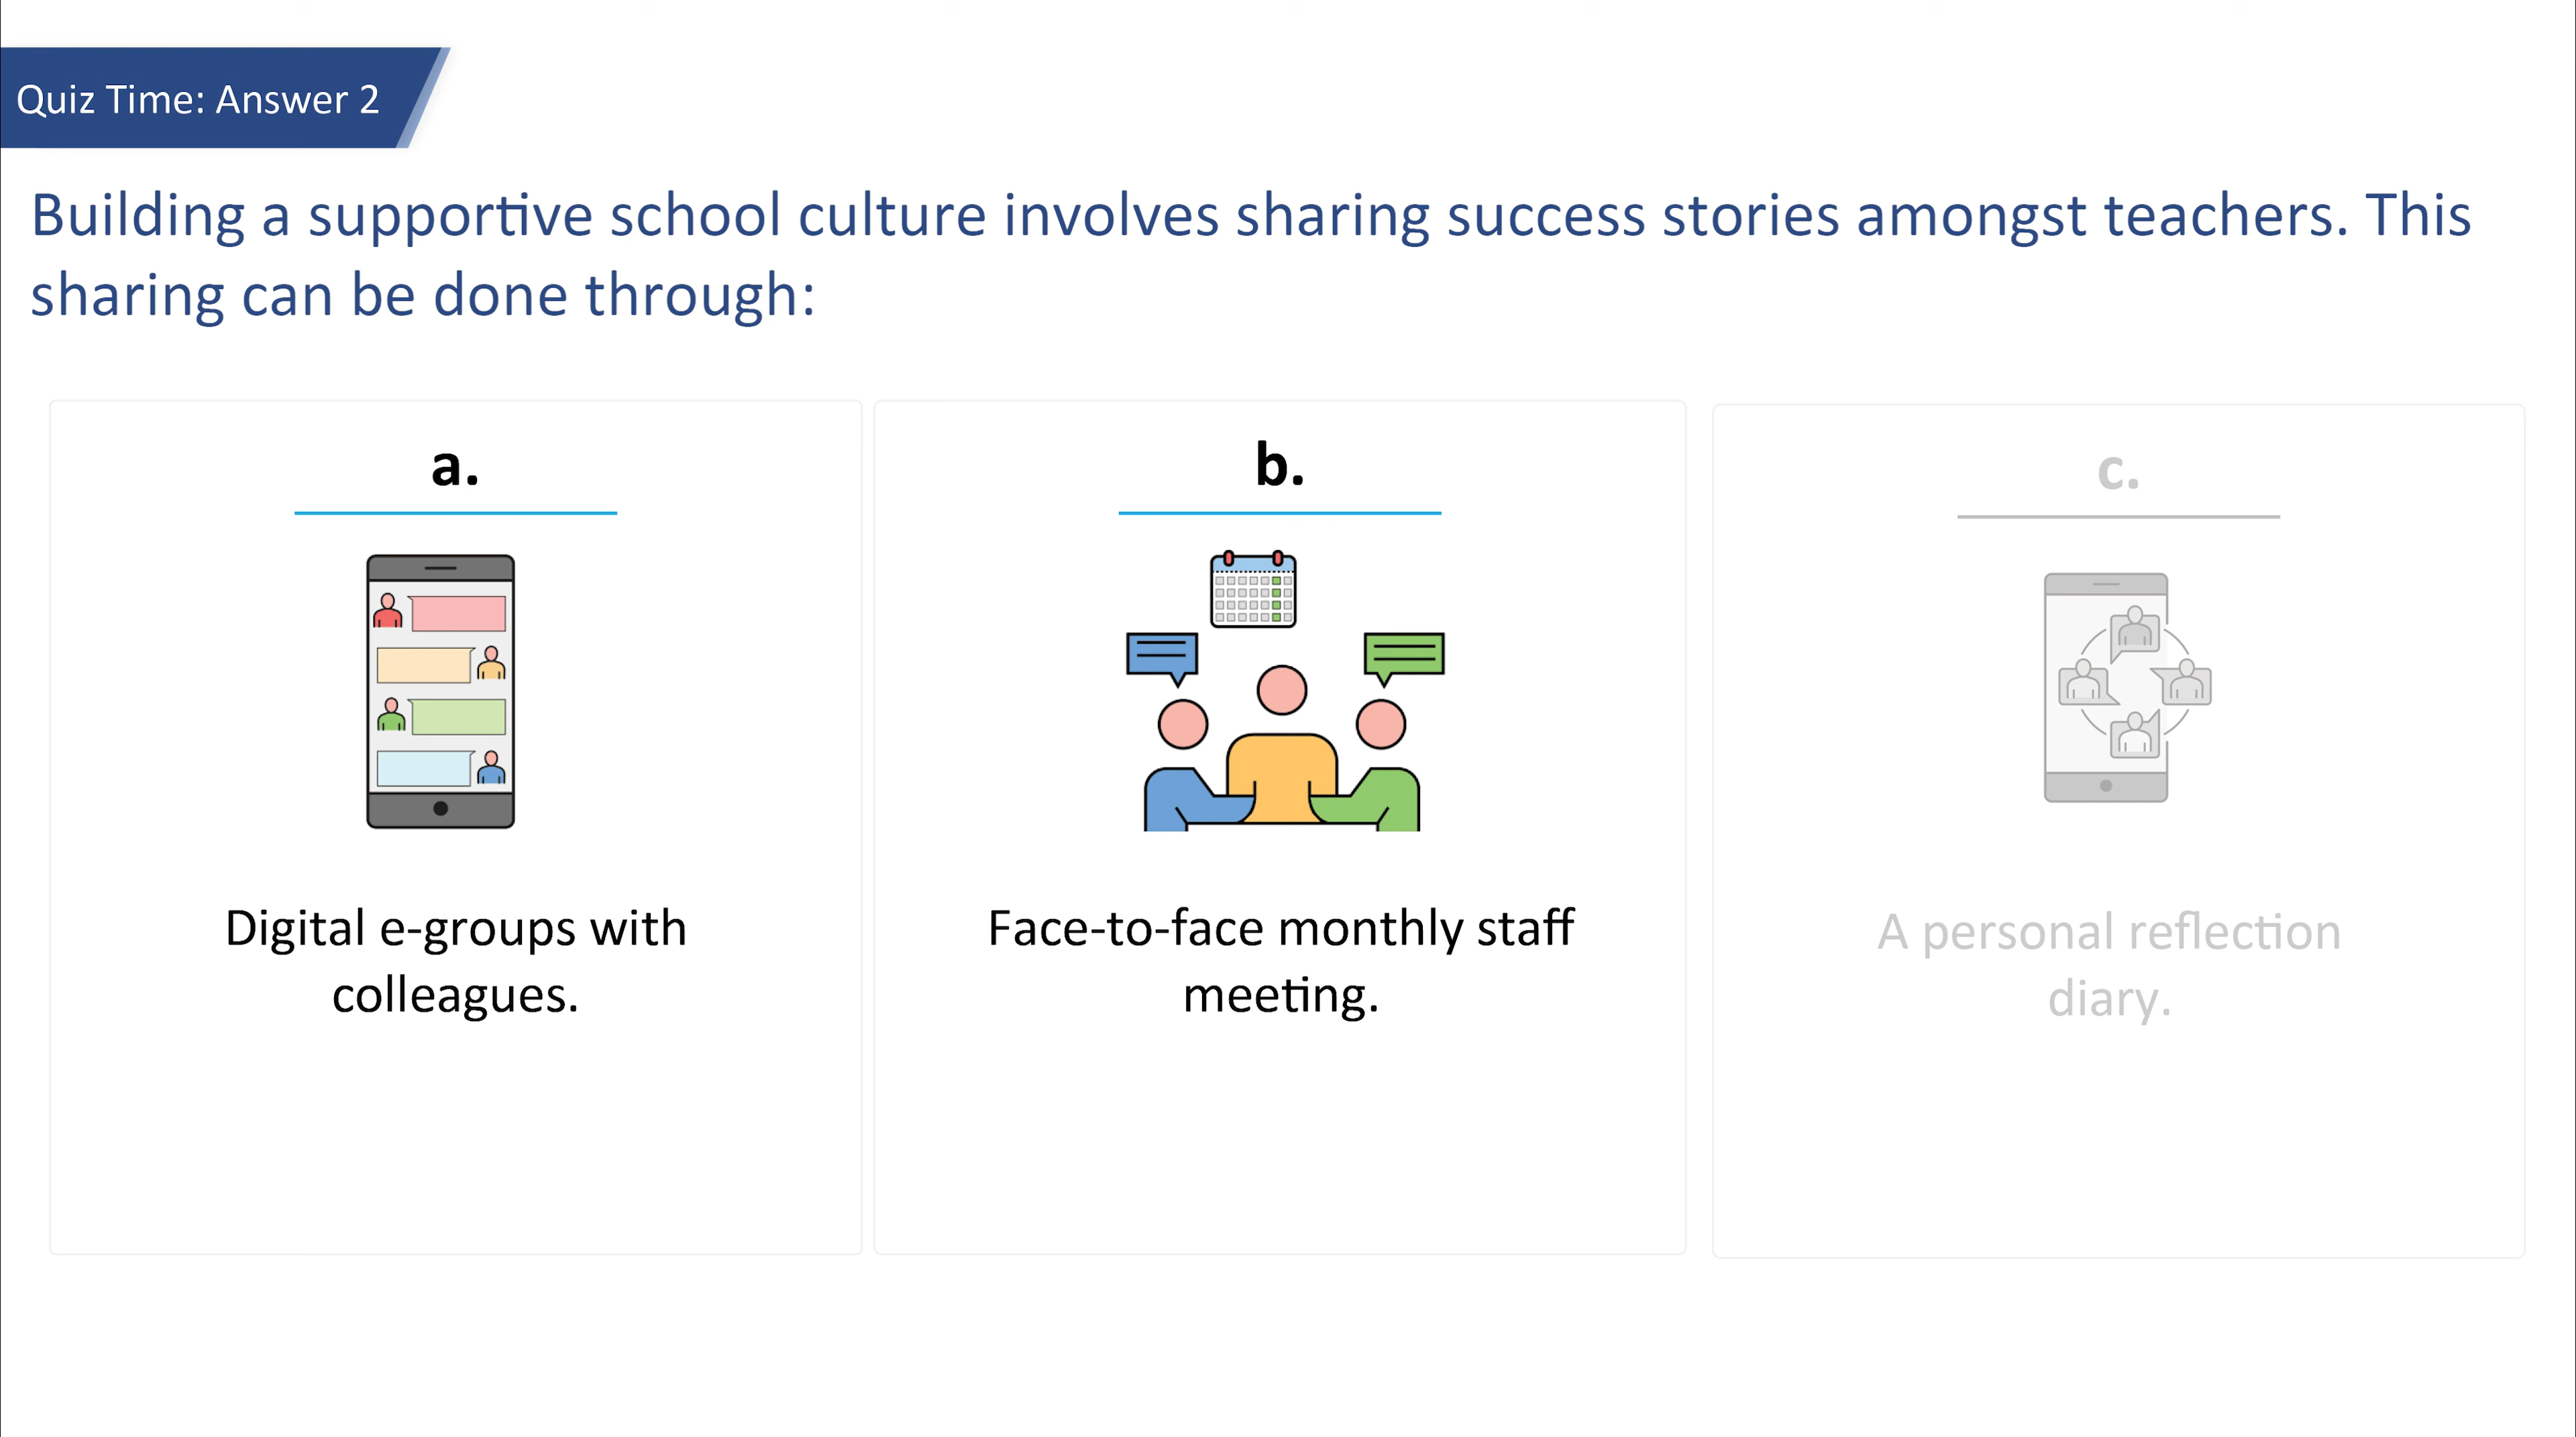 Quiz Time: Answer 2
Building a supportive school culture involves sharing success stories amongst teachers. This
sharing can be done through:
a.
Digital e-groups with
colleagues.
b.
Face-to-face monthly staff
meeting.
c.
A personal reflection
diary.